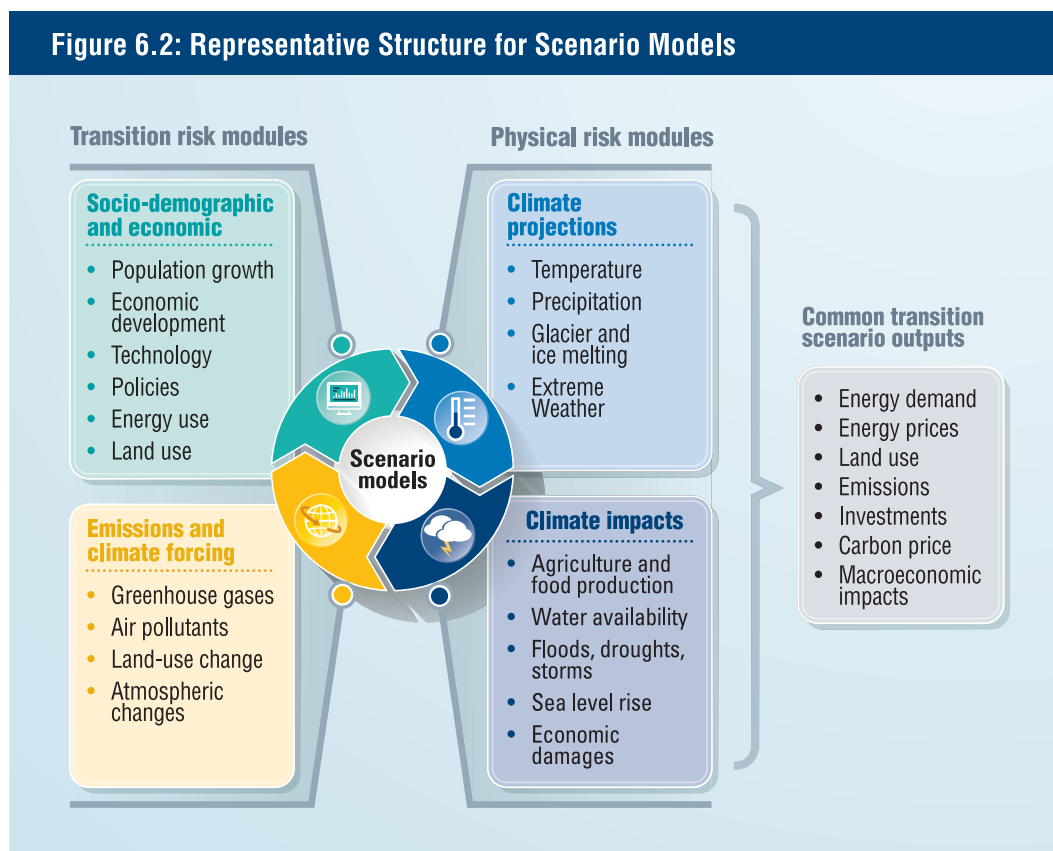 Figure 6.2: Representative Structure for Scenario Models
Transition risk modules
Socio-demographic
and economic
• Population growth
• Economic
development
• Technology
• Policies
• Energy use
• Land use
Emissions and
climate forcing
• Greenhouse gases
• Air pollutants
• Land-use change
• Atmospheric
changes
Scenario
models
Physical risk modules
Climate
projections
• Temperature
• Precipitation
• Glacier and
ice melting
• Extreme
Weather
Climate impacts
• Agriculture and
food production
• Water availability
• Floods, droughts,
storms
• Sea level rise
• Economic
damages
Common transition
scenario outputs
• Energy demand
• Energy prices
• Land use
• Emissions
• Investments
• Carbon price
• Macroeconomic
impacts